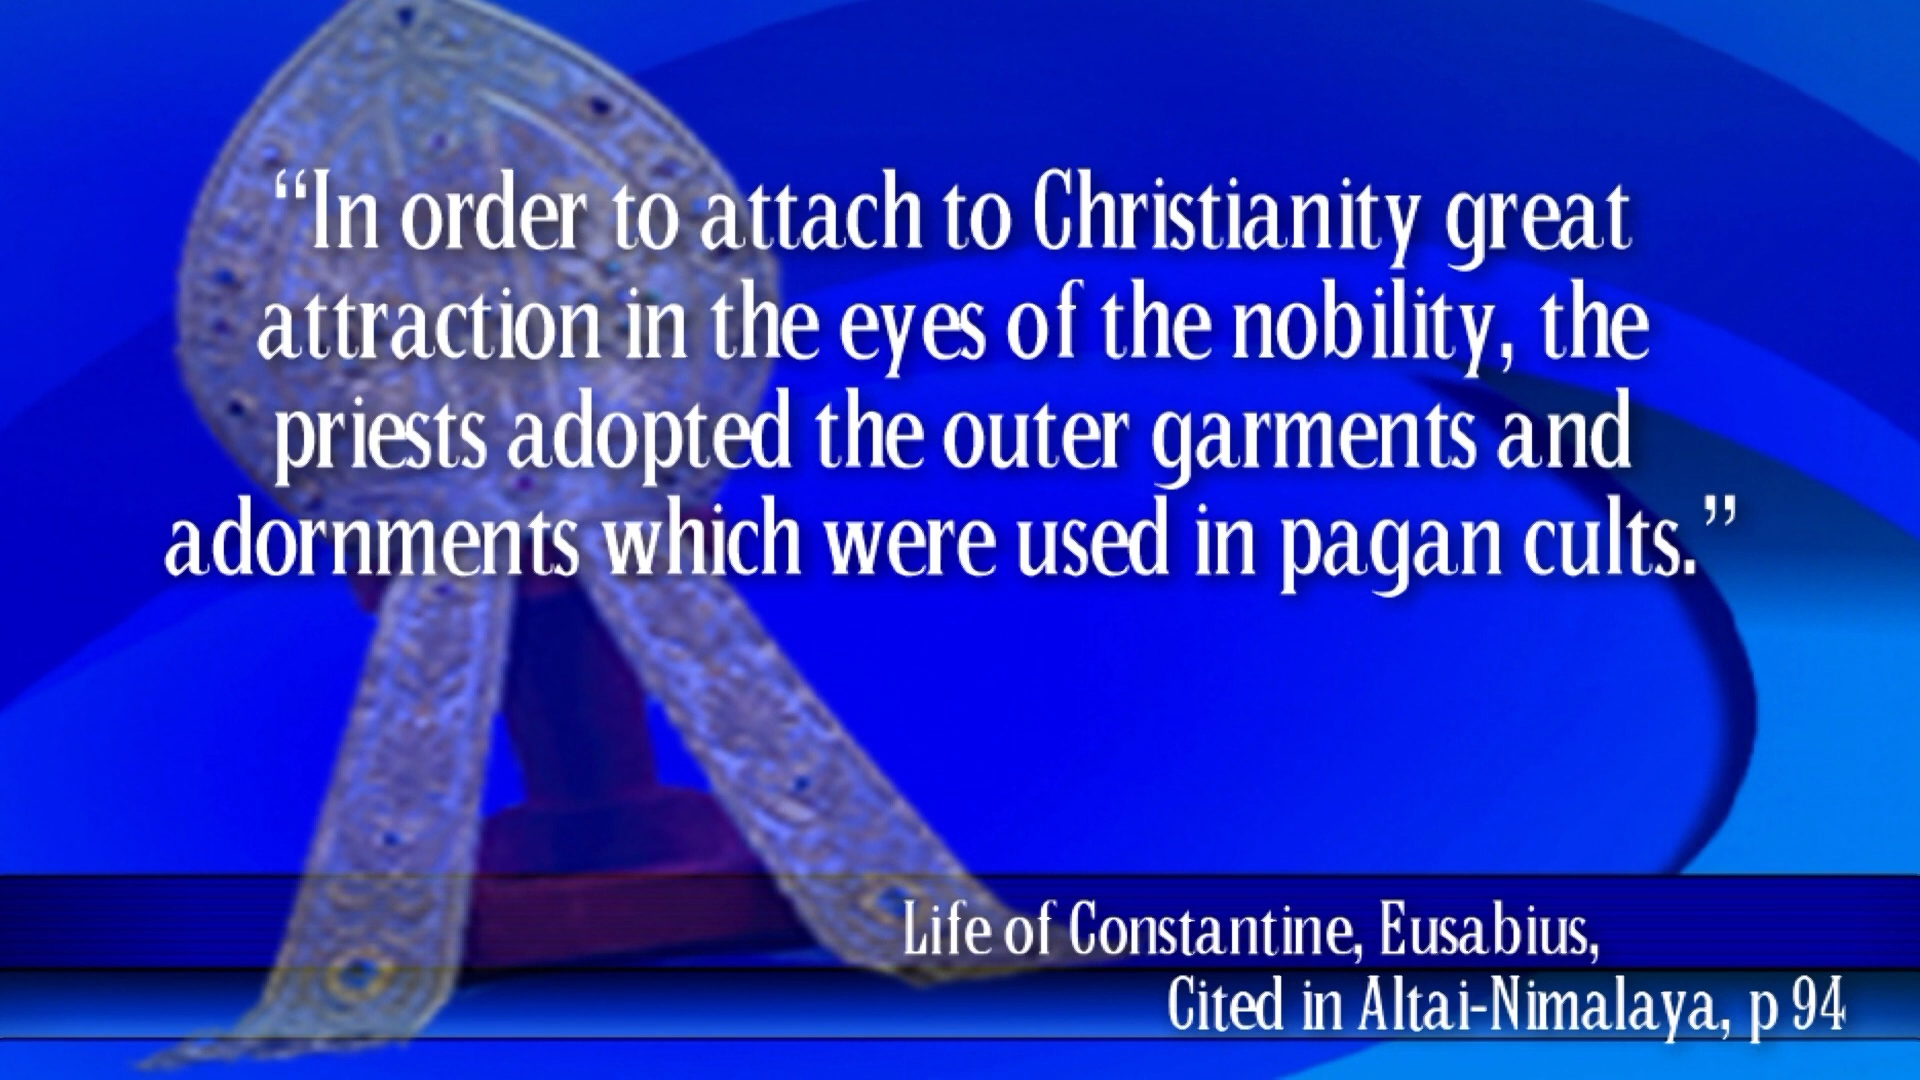 “In order to attach to Christianity great
attraction in the eyes of the nobility, the
priests adopted the outer garments and
adornments which were used in pagan cults.”
Life of Constantine, Eusabius,
Cited in Altai-Nimalaya, p 94